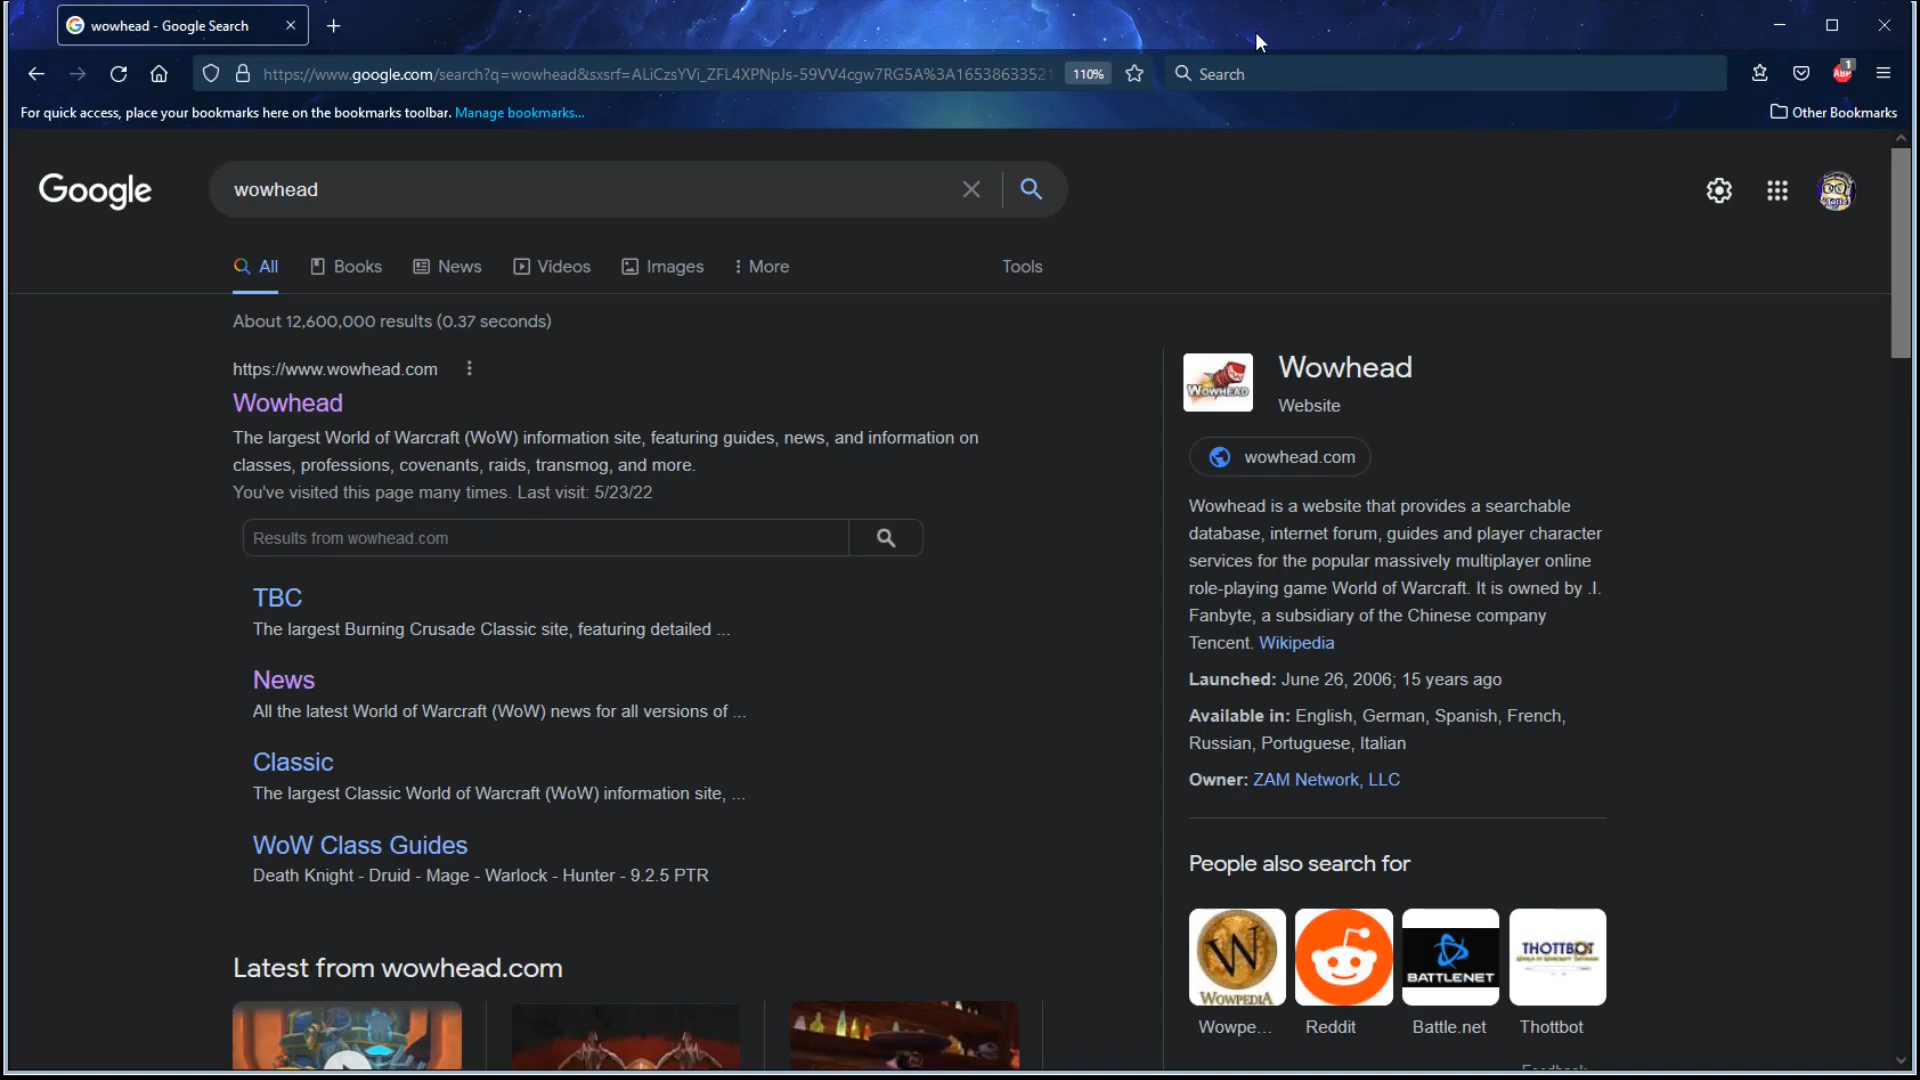 wowhead - Google Search
https://www.google.com/search?q=wowhead&sxsrf=ALiCzsYVi_ZFL4XPNpJs-59VV4cgw7RG5A%3A16538633521
110%
Search
1
ABP
For quick access, place your bookmarks here on the bookmarks toolbar. Manage bookmarks...
Other Bookmarks
Google
wowhead
All
Books
News
Videos
Images
More
Tools
About 12,600,000 results (0.37 seconds)
https://www.wowhead.com
Wowhead
The largest World of Warcraft (WoW) information site, featuring guides, news, and information on
classes, professions, covenants, raids, transmog, and more.
You've visited this page many times. Last visit: 5/23/22
Results from wowhead.com
TBC
The largest Burning Crusade Classic site, featuring detailed ...
News
All the latest World of Warcraft (WoW) news for all versions of ...
Classic
The largest Classic World of Warcraft (WoW) information site, ...
WoW Class Guides
Death Knight - Druid - Mage - Warlock - Hunter - 9.2.5 PTR
Latest from wowhead.com
WOWHEAD
Wowhead
Website
wowhead.com
Wowhead is a website that provides a searchable
database, internet forum, guides and player character
services for the popular massively multiplayer online
role-playing game World of Warcraft. It is owned by .I.
Fanbyte, a subsidiary of the Chinese company
Tencent. Wikipedia
Launched: June 26, 2006; 15 years ago
Available in: English, German, Spanish, French,
Russian, Portuguese, Italian
Owner: ZAM Network, LLC
People also search for
W
WOWPEDIA
BATTLENET
THOTTBOT
Wowpe...
Reddit
Battle.net
Thottbot
Feedback